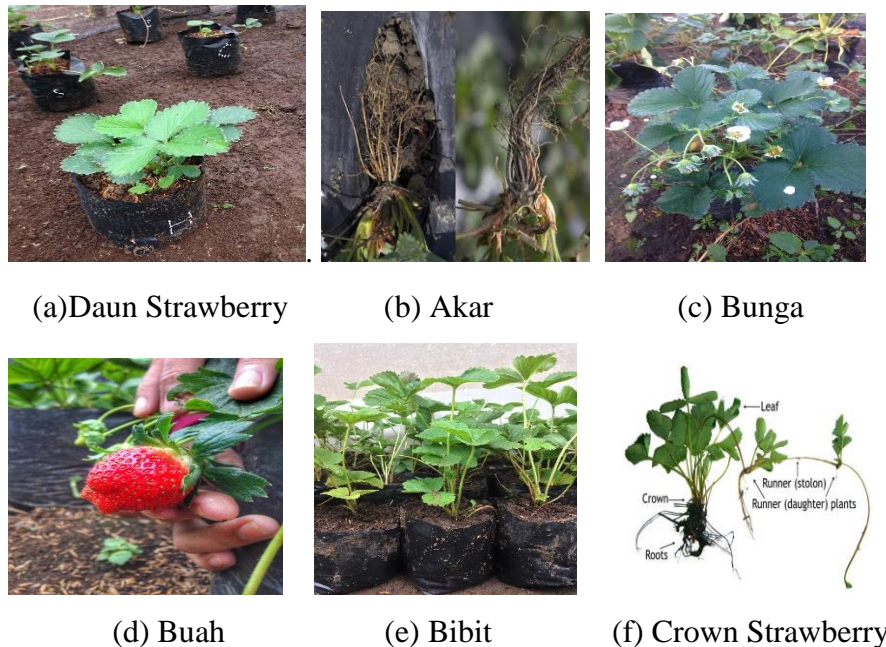 (a)Daun Strawberry
(b) Akar
(c) Bunga
(d) Buah
(e) Bibit
(f) Crown Strawberry
Leaf
Runner (stolon)
Crown
Runner (daughter) plants
Roots